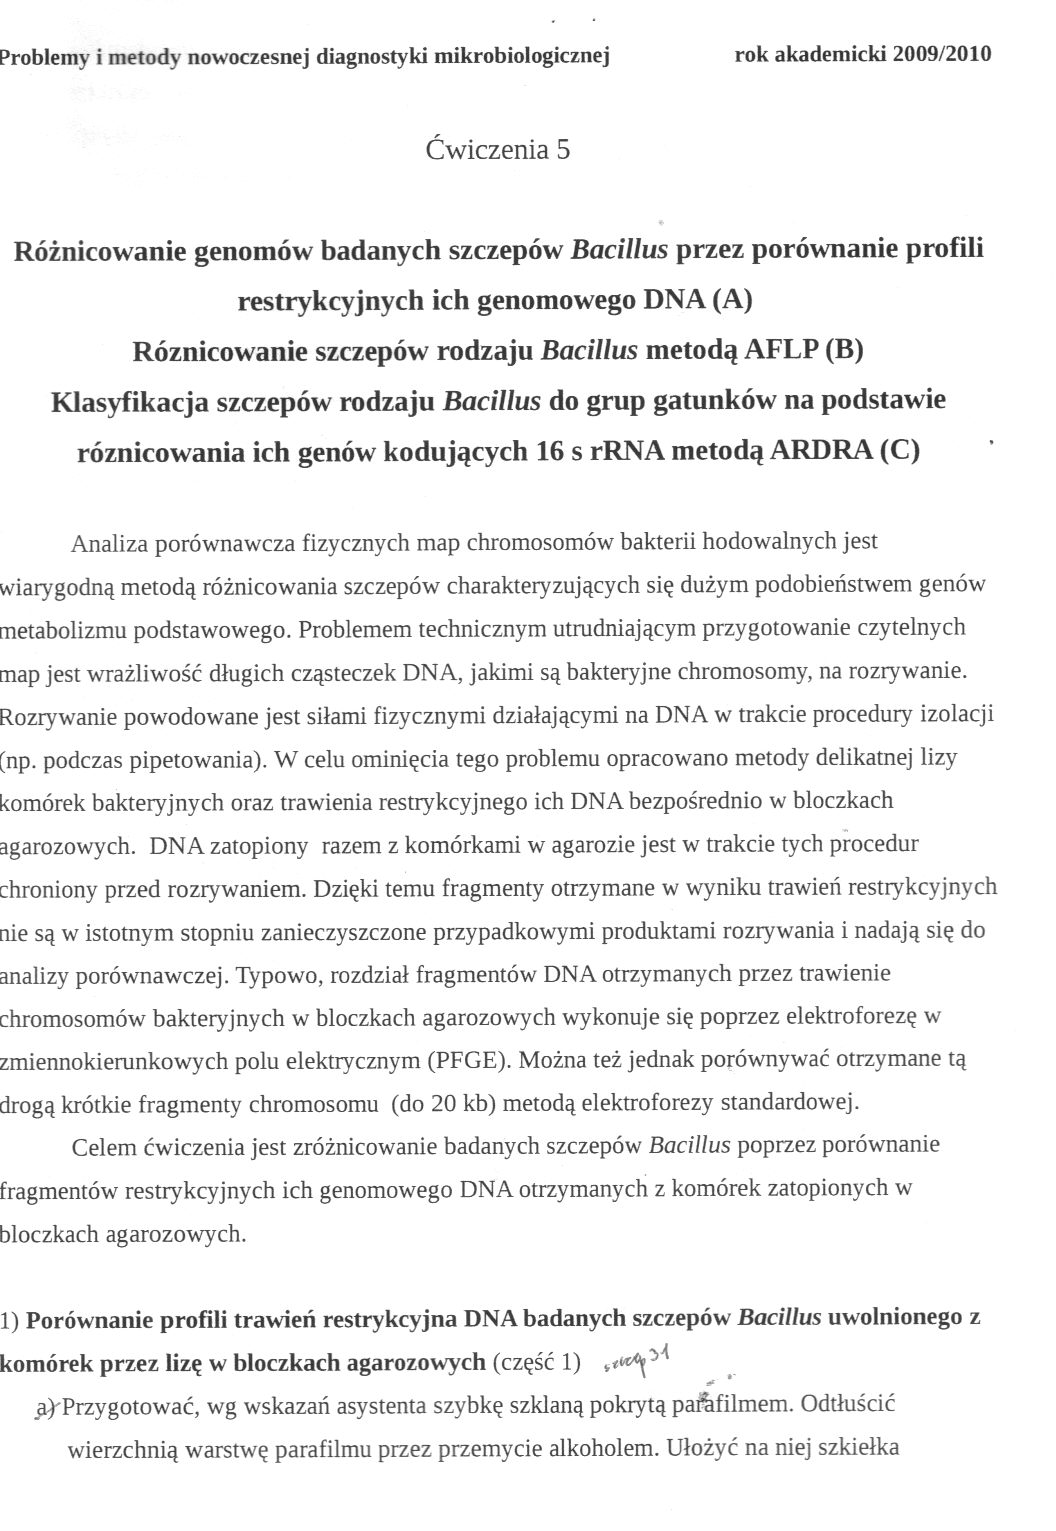 Problemy i metody nowoczesnej diagnostyki mikrobiologicznej rok akademicki 2009/2010
Ćwiczenia 5
Różnicowanie genomów badanych szczepów Bacillus przez porównanie profili
restrykcyjnych ich genomowego DNA (A)
Róznicowanie szczepów rodzaju Bacillus metodą AFLP (B)
Klasyfikacja szczepów rodzaju Bacillus do grup gatunków na podstawie
róznicowania ich genów kodujących 16 s rRNA metodą ARDRA (C)
Analiza porównawcza fizycznych map chromosomów bakterii hodowalnych jest
wiarygodną metodą różnicowania szczepów charakteryzujących się dużym podobieństwem genów
metabolizmu podstawowego. Problemem technicznym utrudniającym przygotowanie czytelnych
map jest wrażliwość długich cząsteczek DNA, jakimi są bakteryjne chromosomy, na rozrywanie.
Rozrywanie powodowane jest siłami fizycznymi działającymi na DNA w trakcie procedury izolacji
(np. podczas pipetowania). W celu ominięcia tego problemu opracowano metody delikatnej lizy
komórek bakteryjnych oraz trawienia restrykcyjnego ich DNA bezpośrednio w bloczkach
agarozowych. DNA zatopiony razem z komórkami w agarozie jest w trakcie tych procedur
chroniony przed rozrywaniem. Dzięki temu fragmenty otrzymane w wyniku trawień restrykcyjnych
nie są w istotnym stopniu zanieczyszczone przypadkowymi produktami rozrywania i nadają się do
analizy porównawczej. Typowo, rozdział fragmentów DNA otrzymanych przez trawienie
chromosomów bakteryjnych w bloczkach agarozowych wykonuje się poprzez elektroforezę w
zmiennokierunkowych polu elektrycznym (PFGE). Można też jednak porównywać otrzymane tą
drogą krótkie fragmenty chromosomu (do 20 kb) metodą elektroforezy standardowej.
Celem ćwiczenia jest zróżnicowanie badanych szczepów Bacillus poprzez porównanie
fragmentów restrykcyjnych ich genomowego DNA otrzymanych z komórek zatopionych w
bloczkach agarozowych.
1) Porównanie profili trawień restrykcyjna DNA badanych szczepów Bacillus uwolnionego z
komórek przez lizę w bloczkach agarozowych (część 1) 31
a) Przygotować, wg wskazań asystenta szybkę szklaną pokrytą parafilmem. Odtłuścić
wierzchnią warstwę parafilmu przez przemycie alkoholem. Ułożyć na niej szkiełka